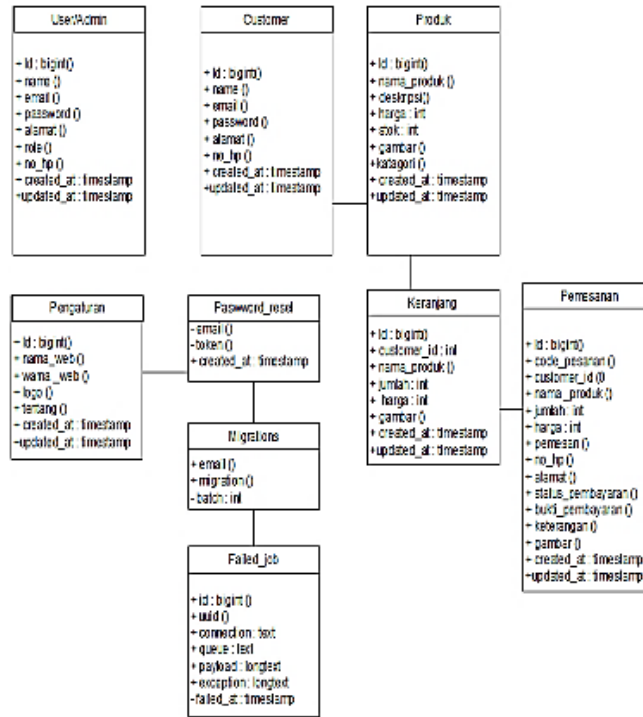 User/Admin
+ Id : bigint()
+ name ()
+ email ()
+ password ()
+ alamat ()
+ role ()
+ no_hp ()
+ created_at : timestamp
+updated_at : timestamp
Customer
+ Id : bigint()
+ name ()
+ email ()
+ password ()
+ alamat ()
+ no_hp ()
+ created_at : timestamp
+updated_at : timestamp
Produk
+ Id : bigint()
+ nama_produk ()
+ deskripsi()
+ harga : int
+ stok : int
+ gambar ()
+katagori ()
+ created_at : timestamp
+updated_at : timestamp
Pengaturan
+ Id : bigint()
+ nama_web ()
+ warna_web ()
+ logo ()
+ tentang ()
+ created_at : timestamp
+updated_at : timestamp
Password_reset
- email ()
- token ()
+ created_at : timestamp
Keranjang
+ Id : bigint()
+ customer_id : int
+ nama_produk ()
+ jumlah : int
+ harga : int
+ gambar ()
+ created_at : timestamp
+updated_at : timestamp
Pemesanan
+ Id : bigint()
+ code_pesanan ()
+ customer_id (0
+ nama_produk ()
+ jumlah : int
+ harga : int
+ pemesan ()
+ no_hp ()
+ alamat ()
+ status_pembayaran ()
+ bukti_pembayaran ()
+ keterangan ()
+ gambar ()
+ created_at : timestamp
+updated_at : timestamp
Migrations
+ email ()
+ migration ()
- batch : int
Failed_job
+ id : bigint ()
+ uuid ()
+ connection : text
+ queue : text
+ payload : longtext
+ exception : longtext
- failed_at : timestamp